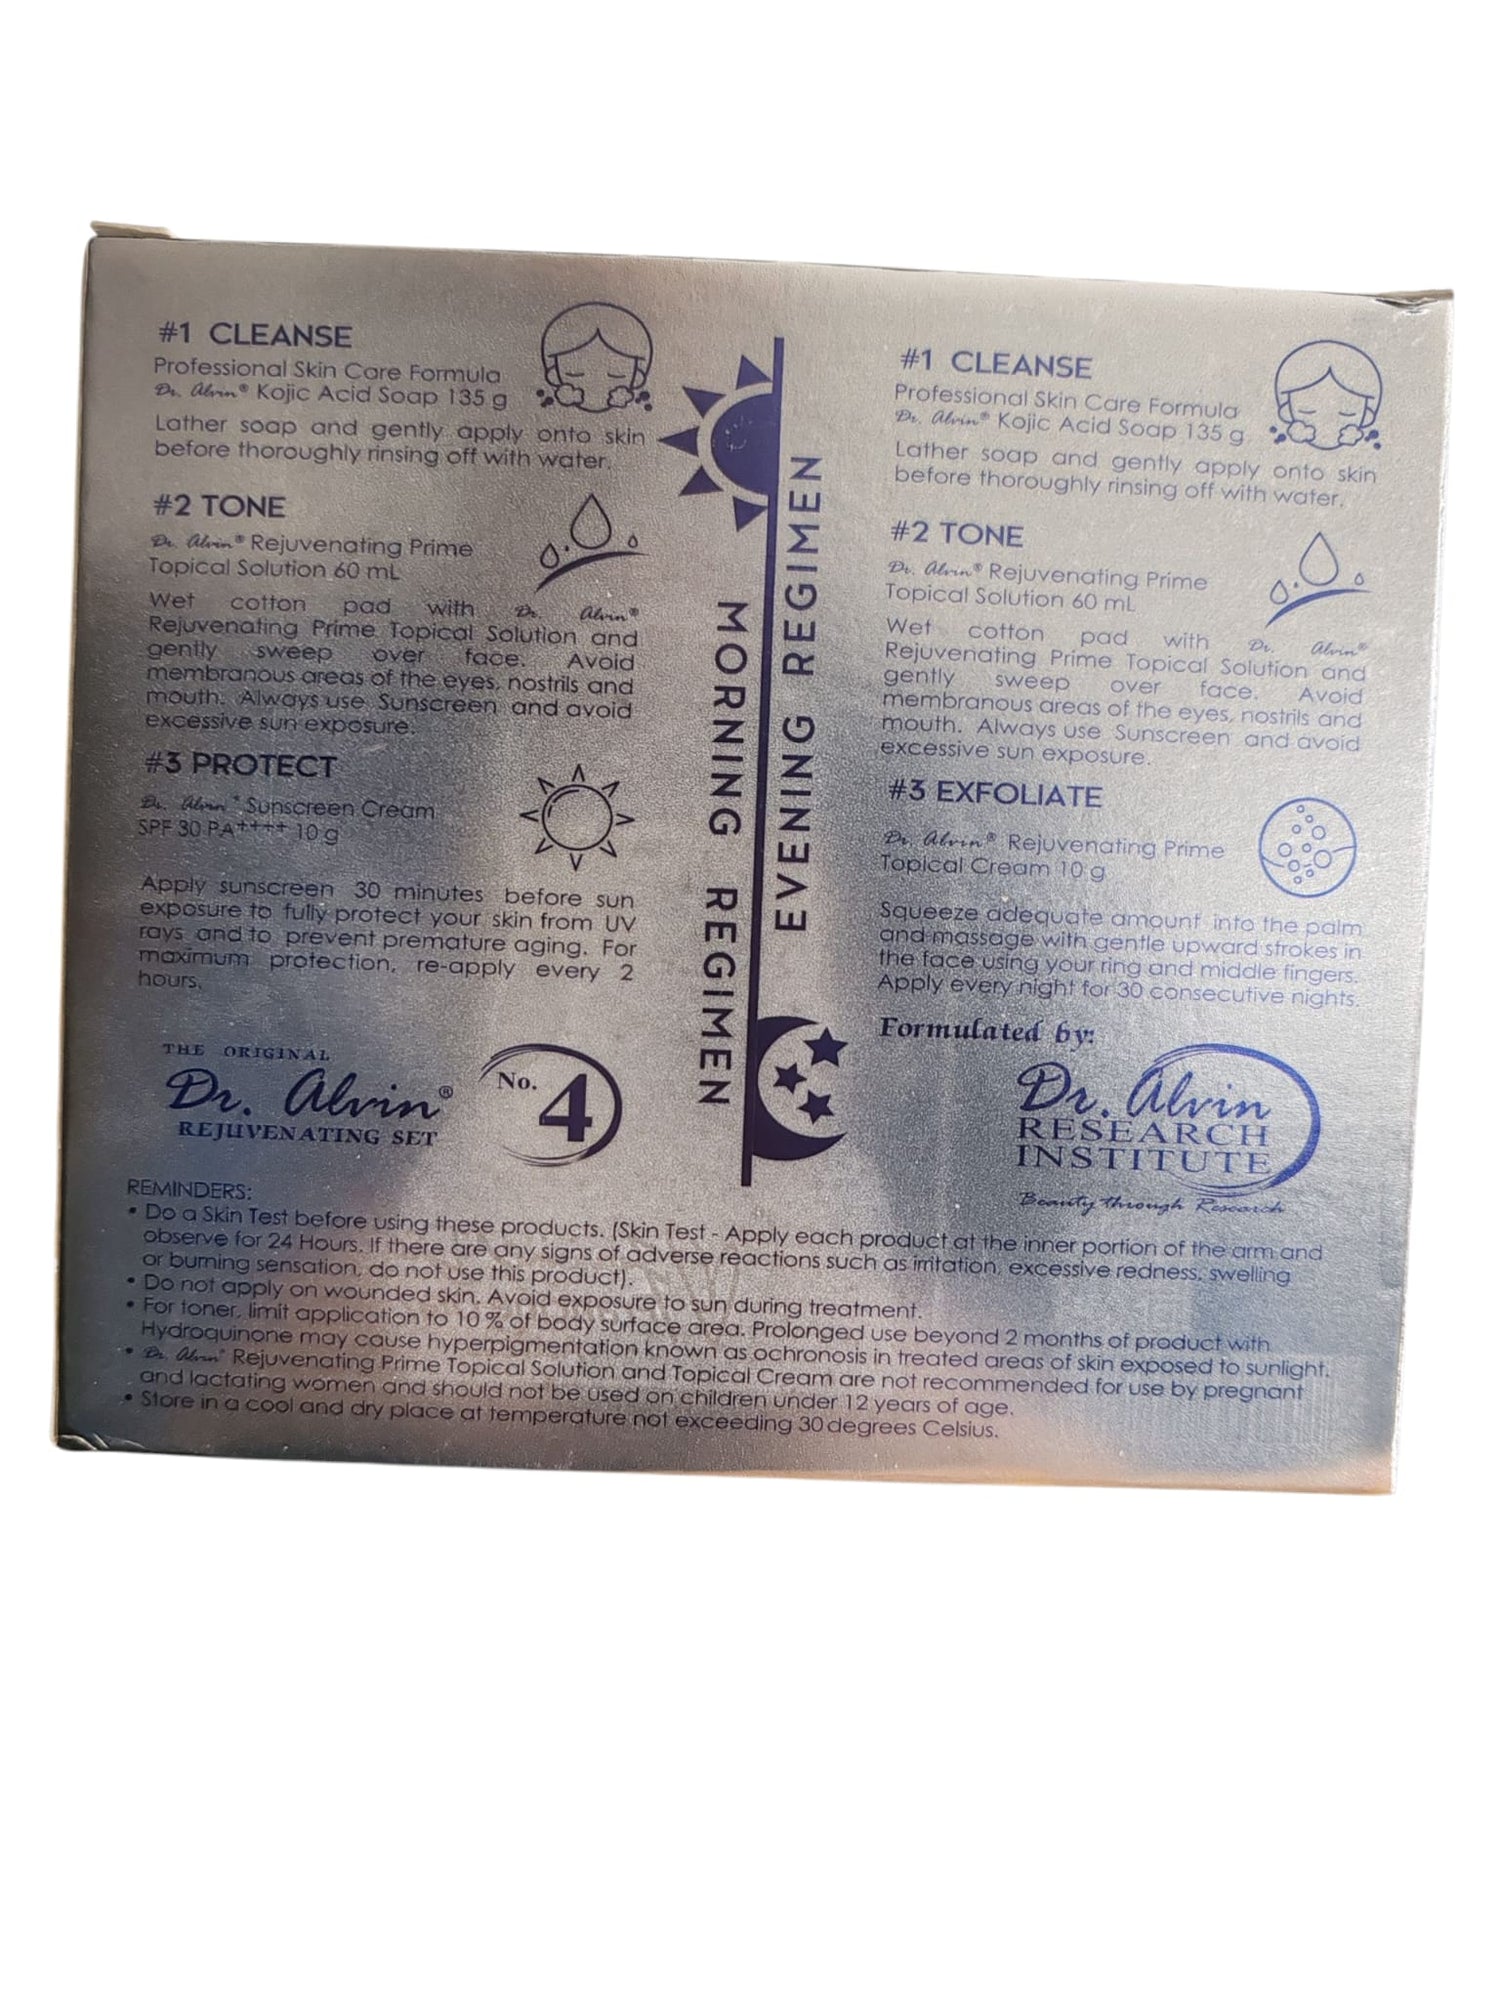 #1 CLEANSE
Professional Skin Care Formula
Dr. Alvin® Kojic Acid Soap 135 g
Lather soap and gently apply onto skin
before thoroughly rinsing off with water.
#2 TONE
Dr. Alvin® Rejuvenating Prime
Topical Solution 60 mL
Wet cotton pad with Dr. Alvin®
Rejuvenating Prime Topical Solution and
gently sweep over face. Avoid
membranous areas of the eyes, nostrils and
mouth. Always use Sunscreen and avoid
excessive sun exposure.
#3 PROTECT
Dr. Alvin® Sunscreen Cream
SPF 30 PA++++ 10 g
Apply sunscreen 30 minutes before sun
exposure to fully protect your skin from UV
rays and to prevent premature aging. For
maximum protection, re-apply every 2
hours.
THE ORIGINAL
Dr. Alvin®
REJUVENATING SET
No. 4
MORNING REGIMEN
EVENING REGIMEN
#1 CLEANSE
Professional Skin Care Formula
Dr. Alvin® Kojic Acid Soap 135 g
Lather soap and gently apply onto skin
before thoroughly rinsing off with water.
#2 TONE
Dr. Alvin® Rejuvenating Prime
Topical Solution 60 mL
Wet cotton pad with Dr. Alvin®
Rejuvenating Prime Topical Solution and
gently sweep over face. Avoid
membranous areas of the eyes, nostrils and
mouth. Always use Sunscreen and avoid
excessive sun exposure.
#3 EXFOLIATE
Dr. Alvin® Rejuvenating Prime
Topical Cream 10 g
Squeeze adequate amount into the palm
and massage with gentle upward strokes in
the face using your ring and middle fingers.
Apply every night for 30 consecutive nights.
Formulated by:
Dr. Alvin
RESEARCH
INSTITUTE
Beauty through Research
REMINDERS:
• Do a Skin Test before using these products. (Skin Test - Apply each product at the inner portion of the arm and
observe for 24 Hours. If there are any signs of adverse reactions such as irritation, excessive redness, swelling
or burning sensation, do not use this product).
• Do not apply on wounded skin. Avoid exposure to sun during treatment.
• For toner, limit application to 10 % of body surface area. Prolonged use beyond 2 months of product with
Hydroquinone may cause hyperpigmentation known as ochronosis in treated areas of skin exposed to sunlight.
• Dr. Alvin® Rejuvenating Prime Topical Solution and Topical Cream are not recommended for use by pregnant
and lactating women and should not be used on children under 12 years of age.
• Store in a cool and dry place at temperature not exceeding 30 degrees Celsius.